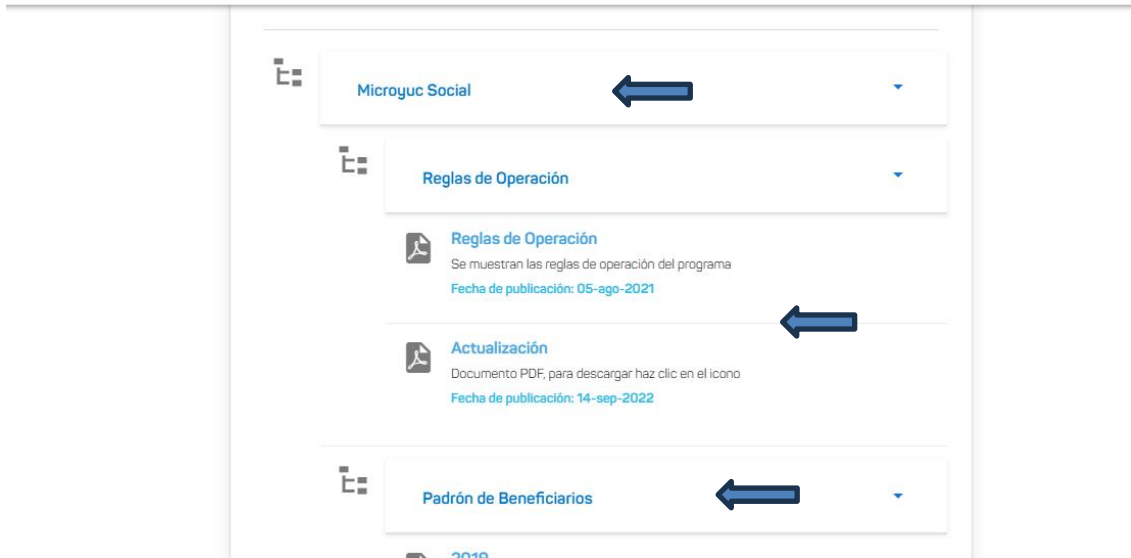 Microyuc Social
Reglas de Operación
Reglas de Operación
Se muestran las reglas de operación del programa
Fecha de publicación: 05-ago-2021
Actualización
Documento PDF, para descargar haz clic en el icono
Fecha de publicación: 14-sep-2022
Padrón de Beneficiarios
2019